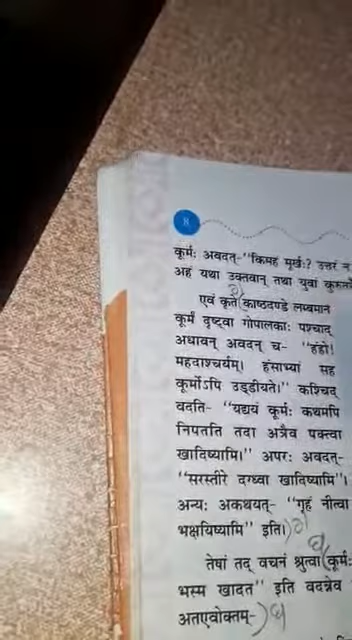 8
कूर्मः अवदत्- "किमहं मूर्खः? उत्तरं न
अहं यथा उक्तवान् तथा युवां
एवं कृते काष्ठदण्डे लम्बमानं
कूर्मं दृष्ट्वा गोपालकाः पश्चाद्
अधावन् अवदन् च- "हंहो!
महदाश्चर्यम्। हंसाभ्यां सह
कूर्मोऽपि उड्डीयते।" कश्चिद्
वदति- "यद्ययं कूर्मः कथमपि
निपतति तदा अत्रैव पक्त्वा
खादिष्यामि।" अपरः अवदत्-
"सरस्तीरे दग्ध्वा खादिष्यामि"।
अन्यः अकथयत्- "गृहं नीत्वा
भक्षयिष्यामि" इति।
तेषां तद् वचनं श्रुत्वा कूर्मः
भस्म खादत" इति वदन्नेव
अतएवोक्तम्-